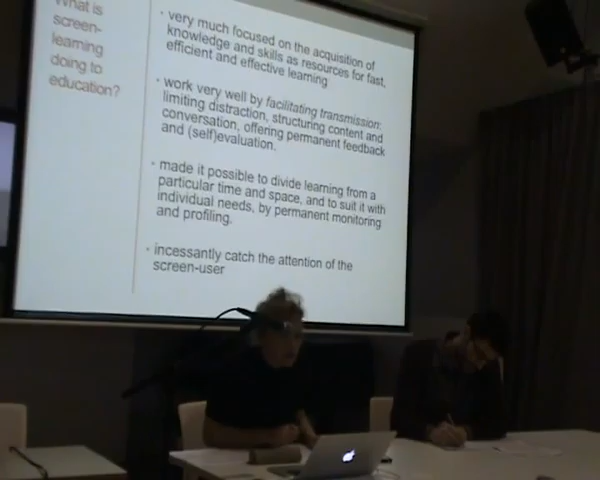 What is
screen-
learning
doing to
education?
• very much focused on the acquisition of
knowledge and skills as resources for fast,
efficient and effective learning
• work very well by facilitating transmission:
limiting distraction, structuring content and
conversation, offering permanent feedback
and (self)evaluation.
• made it possible to divide learning from a
particular time and space, and to suit it with
individual needs, by permanent monitoring
and profiling.
• incessantly catch the attention of the
screen-user